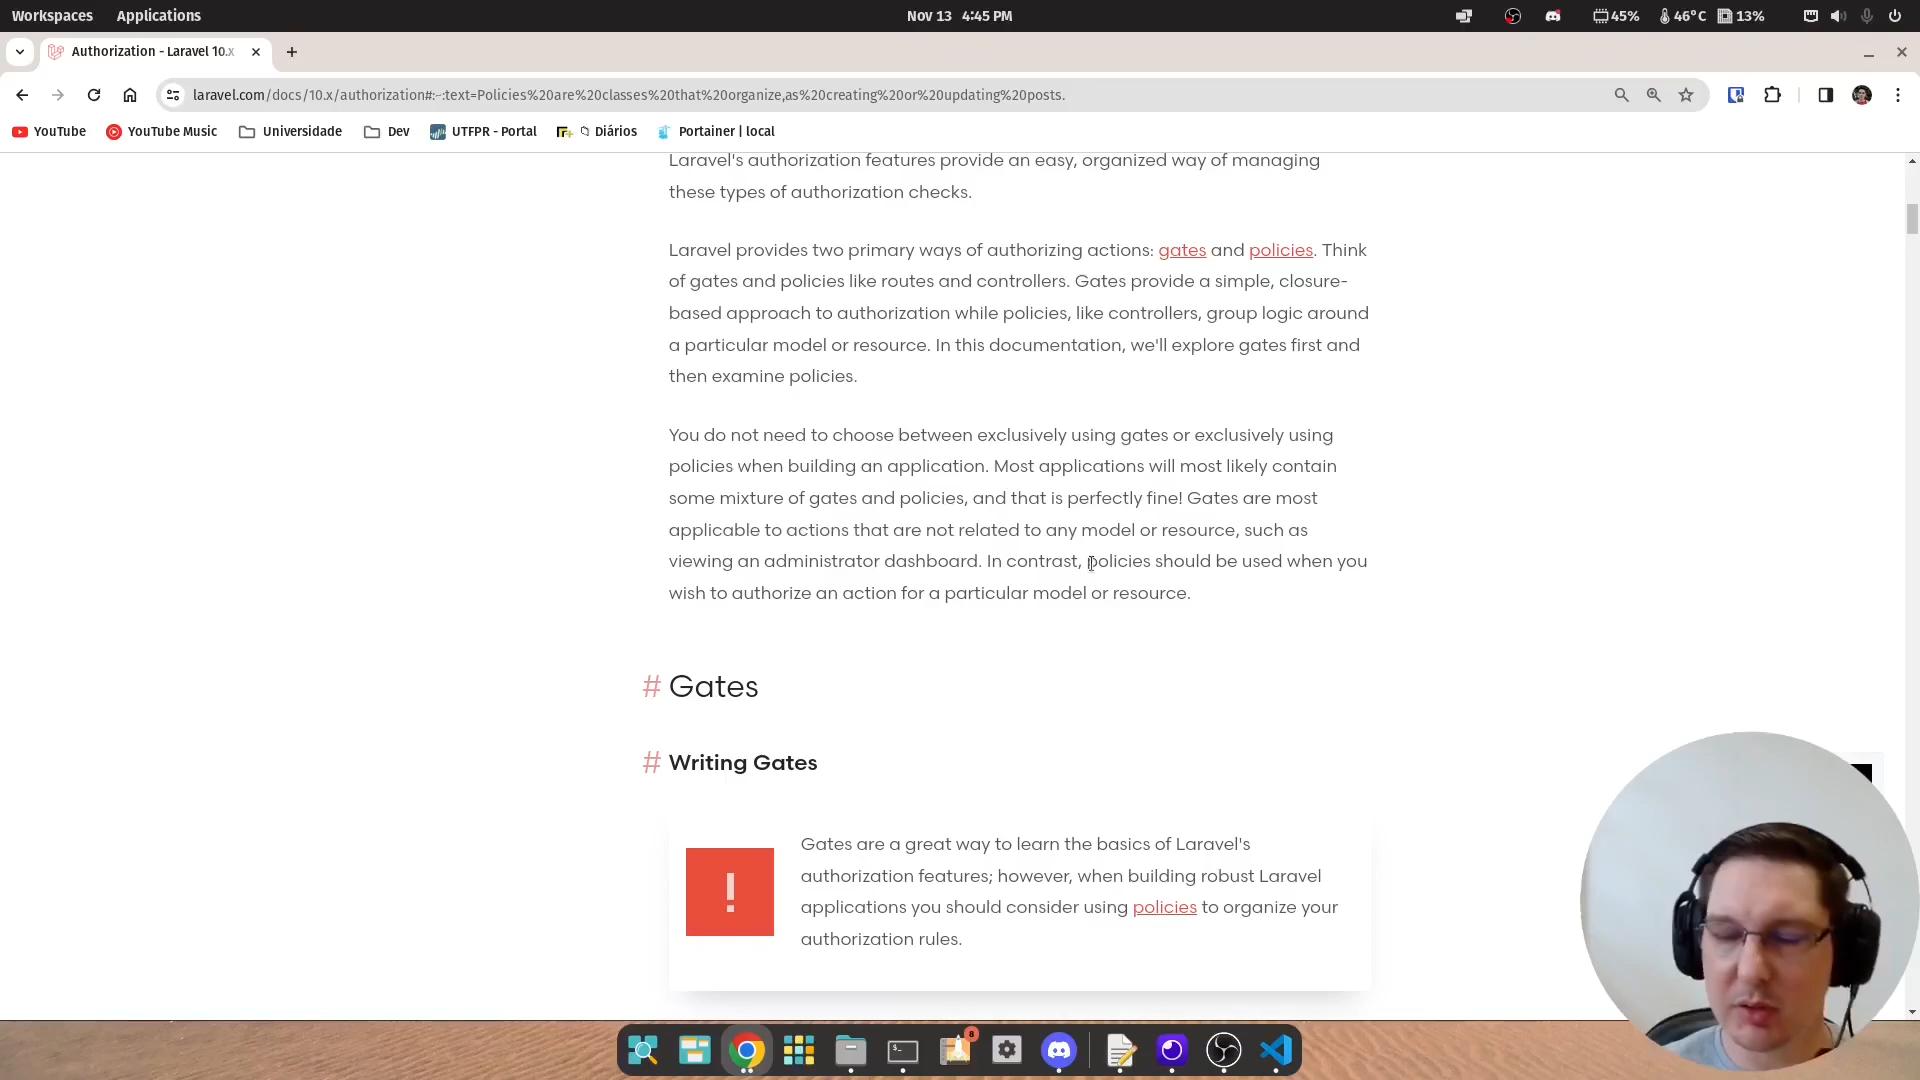 Workspaces Applications Nov 13 4:45 PM 45% 46°C 13%
Authorization - Laravel 10.x
laravel.com/docs/10.x/authorization#:~:text=Policies%20are%20classes%20that%20organize,as%20creating%20or%20updating%20posts.
YouTube YouTube Music Universidade Dev UTFPR - Portal Diários Portainer | local
Laravel's authorization features provide an easy, organized way of managing
these types of authorization checks.
Laravel provides two primary ways of authorizing actions: gates and policies. Think
of gates and policies like routes and controllers. Gates provide a simple, closure-
based approach to authorization while policies, like controllers, group logic around
a particular model or resource. In this documentation, we'll explore gates first and
then examine policies.
You do not need to choose between exclusively using gates or exclusively using
policies when building an application. Most applications will most likely contain
some mixture of gates and policies, and that is perfectly fine! Gates are most
applicable to actions that are not related to any model or resource, such as
viewing an administrator dashboard. In contrast, policies should be used when you
wish to authorize an action for a particular model or resource.
# Gates
# Writing Gates
! Gates are a great way to learn the basics of Laravel's
authorization features; however, when building robust Laravel
applications you should consider using policies to organize your
authorization rules.
8